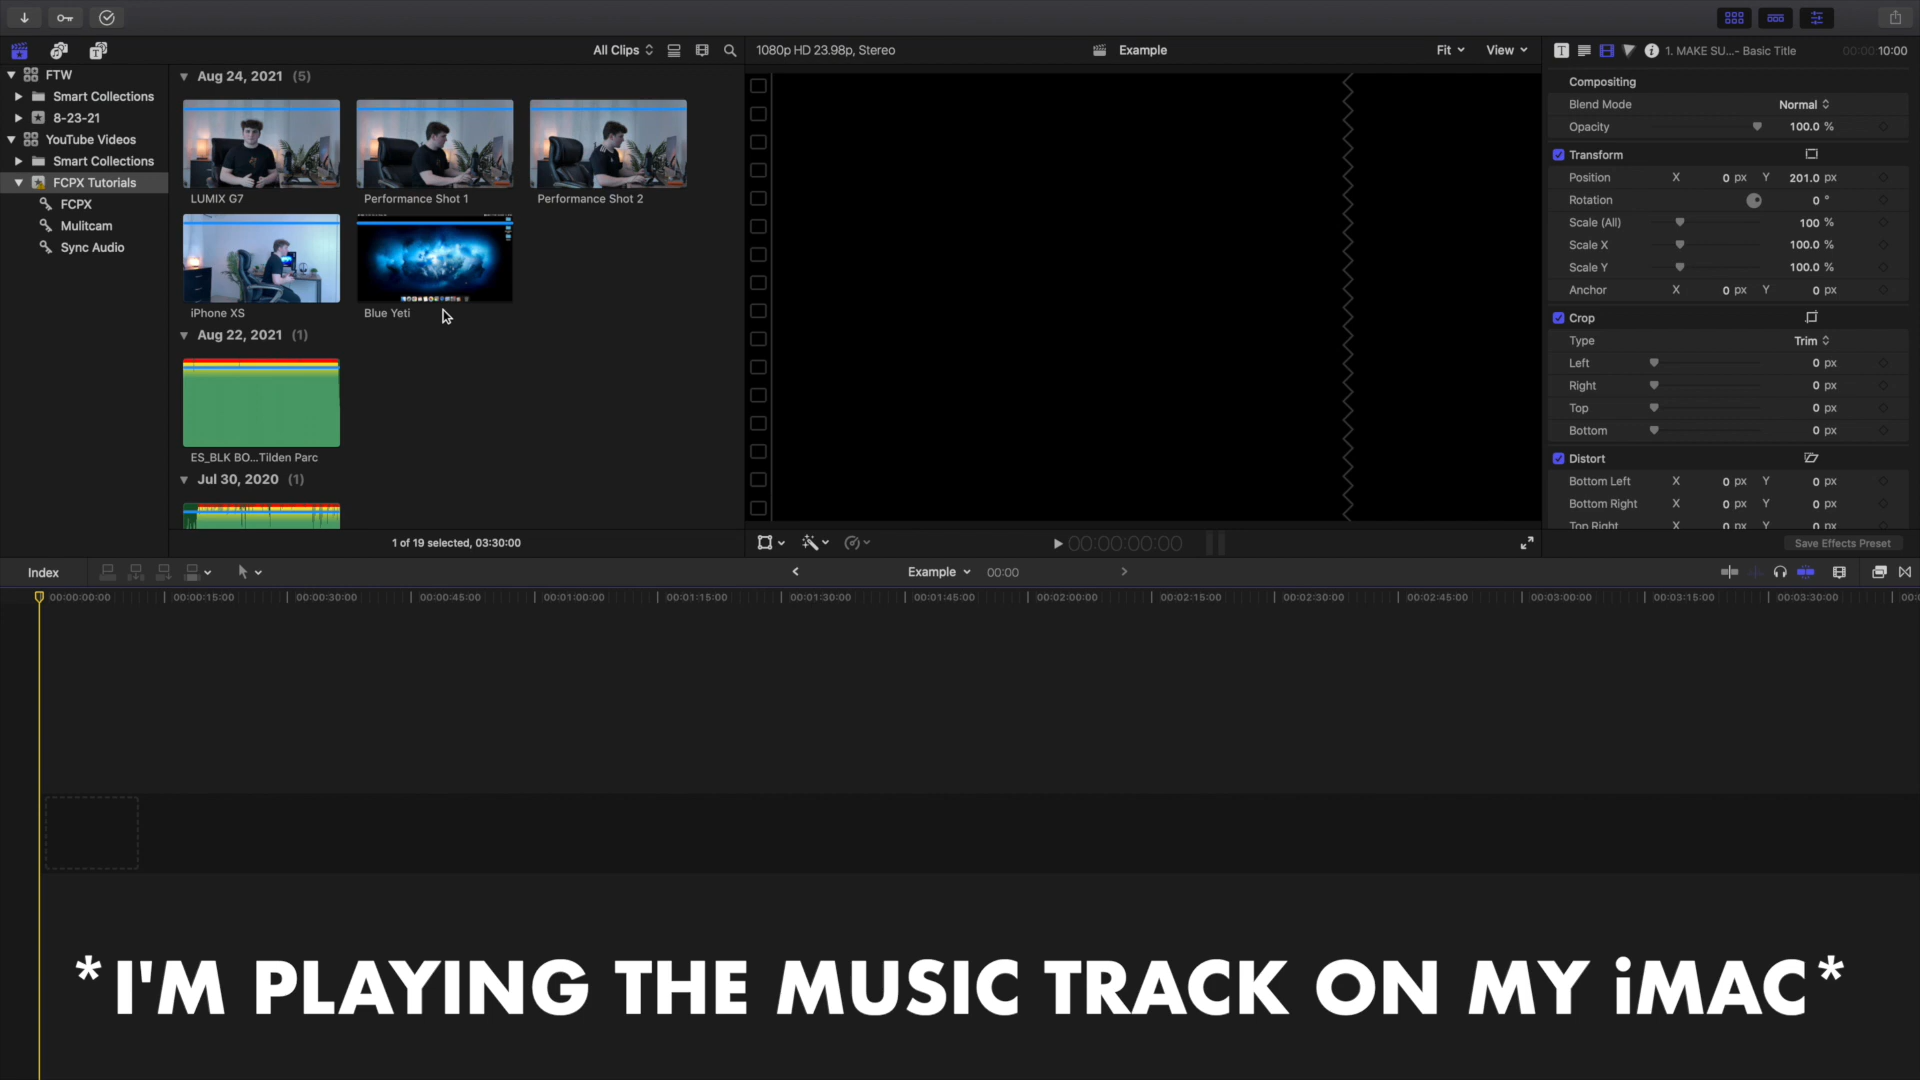 All Clips
1080p HD 23.98p, Stereo
Example
Fit
View
1. MAKE SU...- Basic Title
00:00:10:00
FTW
Smart Collections
8-23-21
YouTube Videos
Smart Collections
FCPX Tutorials
FCPX
Mulitcam
Sync Audio
Aug 24, 2021 (5)
LUMIX G7
Performance Shot 1
Performance Shot 2
iPhone XS
Blue Yeti
Aug 22, 2021 (1)
ES_BLK BO...Tilden Parc
Jul 30, 2020 (1)
1 of 19 selected, 03:30:00
00:00:00:00
Compositing
Blend Mode Normal
Opacity 100.0 %
Transform
Position X 0 px Y 201.0 px
Rotation 0 °
Scale (All) 100 %
Scale X 100.0 %
Scale Y 100.0 %
Anchor X 0 px Y 0 px
Crop
Type Trim
Left 0 px
Right 0 px
Top 0 px
Bottom 0 px
Distort
Bottom Left X 0 px Y 0 px
Bottom Right X 0 px Y 0 px
Top Right X 0 px Y 0 px
Save Effects Preset
Index
Example 00:00
00:00:00:00 00:00:15:00 00:00:30:00 00:00:45:00 00:01:00:00 00:01:15:00 00:01:30:00 00:01:45:00 00:02:00:00 00:02:15:00 00:02:30:00 00:02:45:00 00:03:00:00 00:03:15:00 00:03:30:00
*I'M PLAYING THE MUSIC TRACK ON MY iMAC*